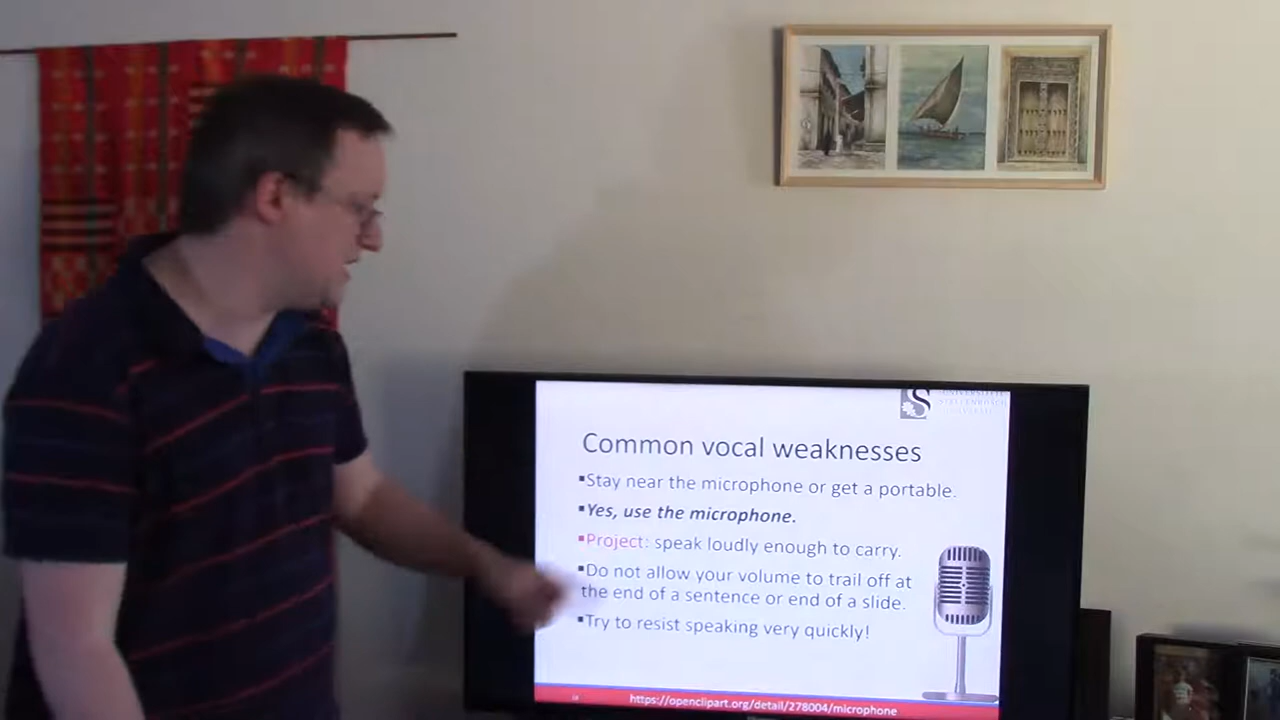 Common vocal weaknesses
▪Stay near the microphone or get a portable.
▪Yes, use the microphone.
▪Project: speak loudly enough to carry.
▪Do not allow your volume to trail off at
the end of a sentence or end of a slide.
▪Try to resist speaking very quickly!
https://openclipart.org/detail/278004/microphone